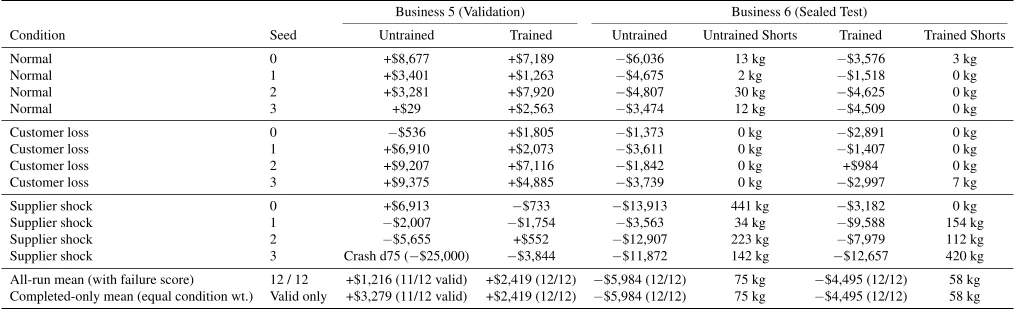 Business 5 (Validation) Business 6 (Sealed Test)
Condition Seed Untrained Trained Untrained Untrained Shorts Trained Trained Shorts
Normal 0 +$8,677 +$7,189 −$6,036 13 kg −$3,576 3 kg
Normal 1 +$3,401 +$1,263 −$4,675 2 kg −$1,518 0 kg
Normal 2 +$3,281 +$7,920 −$4,807 30 kg −$4,625 0 kg
Normal 3 +$29 +$2,563 −$3,474 12 kg −$4,509 0 kg
Customer loss 0 −$536 +$1,805 −$1,373 0 kg −$2,891 0 kg
Customer loss 1 +$6,910 +$2,073 −$3,611 0 kg −$1,407 0 kg
Customer loss 2 +$9,207 +$7,116 −$1,842 0 kg +$984 0 kg
Customer loss 3 +$9,375 +$4,885 −$3,739 0 kg −$2,997 7 kg
Supplier shock 0 +$6,913 −$733 −$13,913 441 kg −$3,182 0 kg
Supplier shock 1 −$2,007 −$1,754 −$3,563 34 kg −$9,588 154 kg
Supplier shock 2 −$5,655 +$552 −$12,907 223 kg −$7,979 112 kg
Supplier shock 3 Crash d75 (−$25,000) −$3,844 −$11,872 142 kg −$12,657 420 kg
All-run mean (with failure score) 12 / 12 +$1,216 (11/12 valid) +$2,419 (12/12) −$5,984 (12/12) 75 kg −$4,495 (12/12) 58 kg
Completed-only mean (equal condition wt.) Valid only +$3,279 (11/12 valid) +$2,419 (12/12) −$5,984 (12/12) 75 kg −$4,495 (12/12) 58 kg